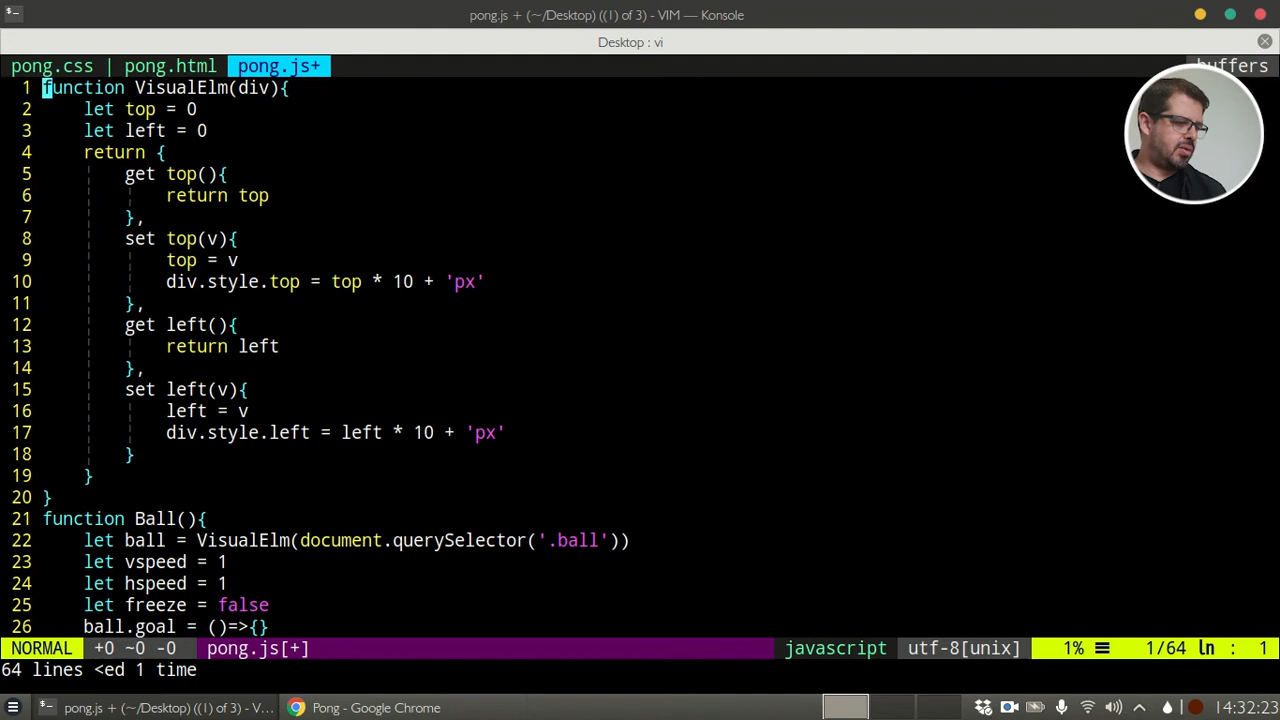 pong.js + (~/Desktop) ((1) of 3) - VIM — Konsole
Desktop : vi
pong.css | pong.html pong.js+ buffers
1 function VisualElm(div){
2 let top = 0
3 let left = 0
4 return {
5 get top(){
6 return top
7 },
8 set top(v){
9 top = v
10 div.style.top = top * 10 + 'px'
11 },
12 get left(){
13 return left
14 },
15 set left(v){
16 left = v
17 div.style.left = left * 10 + 'px'
18 }
19 }
20 }
21 function Ball(){
22 let ball = VisualElm(document.querySelector('.ball'))
23 let vspeed = 1
24 let hspeed = 1
25 let freeze = false
26 ball.goal = ()=>{}
NORMAL +0 ~0 -0 pong.js[+] javascript utf-8[unix] 1% ☰ 1/64 ln : 1
64 lines <ed 1 time
pong.js + (~/Desktop) ((1) of 3) - V... Pong - Google Chrome 14:32:23